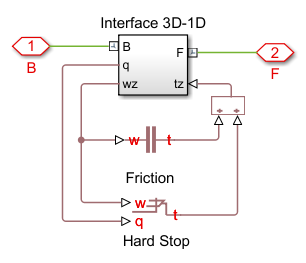 Interface 3D-1D
1
B
B
F
2
F
q
wz
tz
w
t
+
+
Friction
w
t
q
Hard Stop